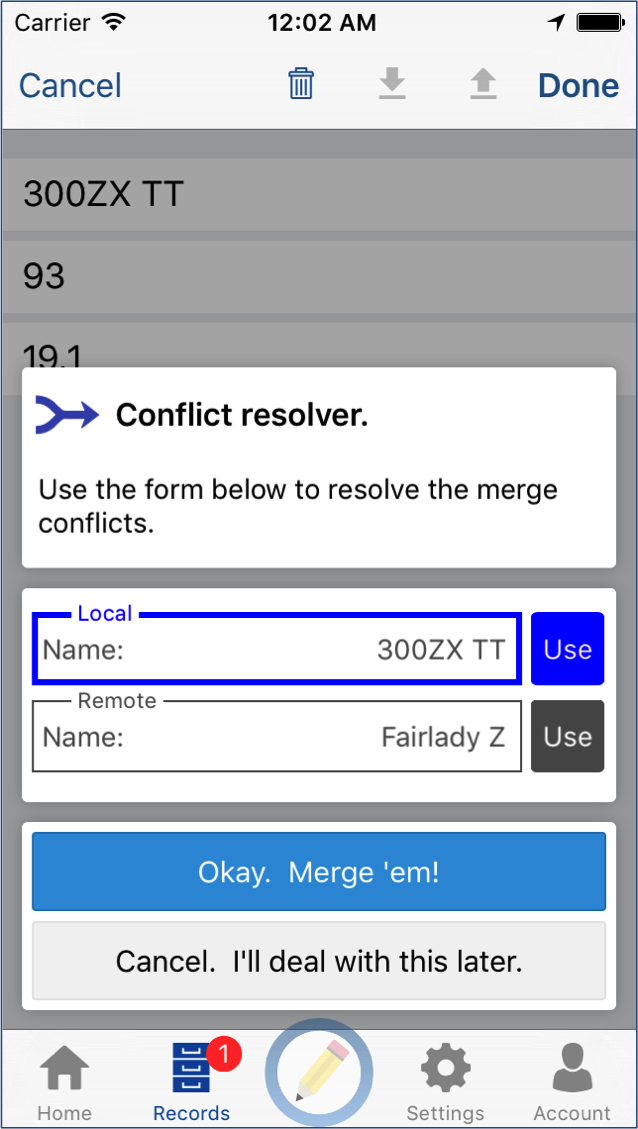 Carrier 12:02 AM
Cancel Done
300ZX TT
93
19.1
Conflict resolver.
Use the form below to resolve the merge
conflicts.
Local
Name: 300ZX TT Use
Remote
Name: Fairlady Z Use
Okay. Merge 'em!
Cancel. I'll deal with this later.
1
Home Records Settings Account